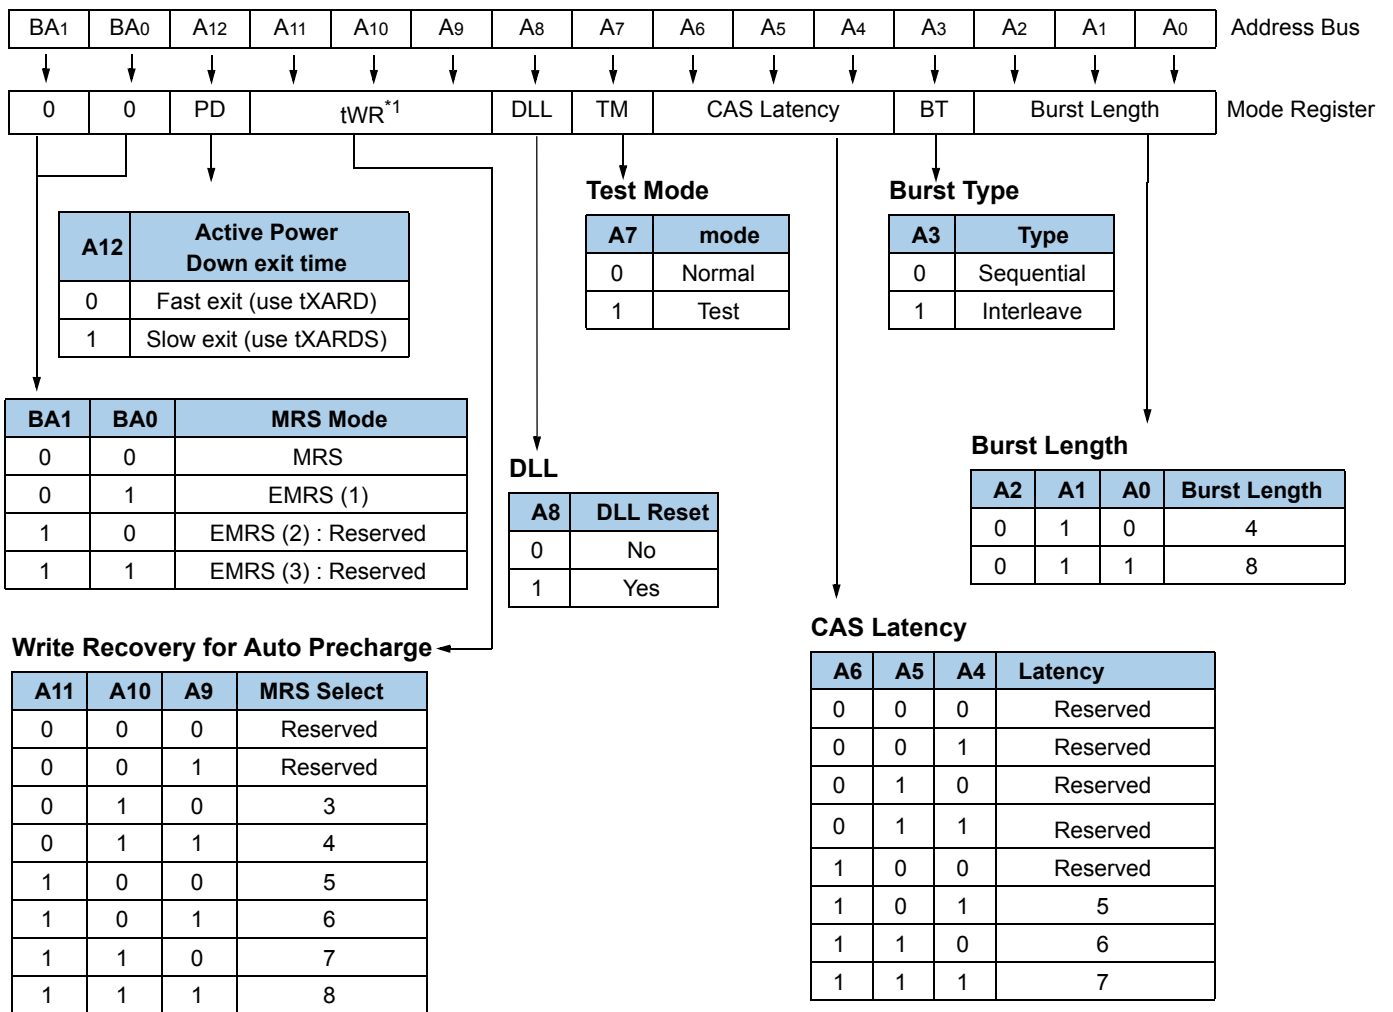 BA1 BA0 A12 A11 A10 A9 A8 A7 A6 A5 A4 A3 A2 A1 A0 Address Bus
0 0 PD tWR*1 DLL TM CAS Latency BT Burst Length Mode Register
A12 Active Power Down exit time
0 Fast exit (use tXARD)
1 Slow exit (use tXARDS)
Test Mode
A7 mode
0 Normal
1 Test
Burst Type
A3 Type
0 Sequential
1 Interleave
BA1 BA0 MRS Mode
0 0 MRS
0 1 EMRS (1)
1 0 EMRS (2) : Reserved
1 1 EMRS (3) : Reserved
DLL
A8 DLL Reset
0 No
1 Yes
Burst Length
A2 A1 A0 Burst Length
0 1 0 4
0 1 1 8
Write Recovery for Auto Precharge
A11 A10 A9 MRS Select
0 0 0 Reserved
0 0 1 Reserved
0 1 0 3
0 1 1 4
1 0 0 5
1 0 1 6
1 1 0 7
1 1 1 8
CAS Latency
A6 A5 A4 Latency
0 0 0 Reserved
0 0 1 Reserved
0 1 0 Reserved
0 1 1 Reserved
1 0 0 Reserved
1 0 1 5
1 1 0 6
1 1 1 7